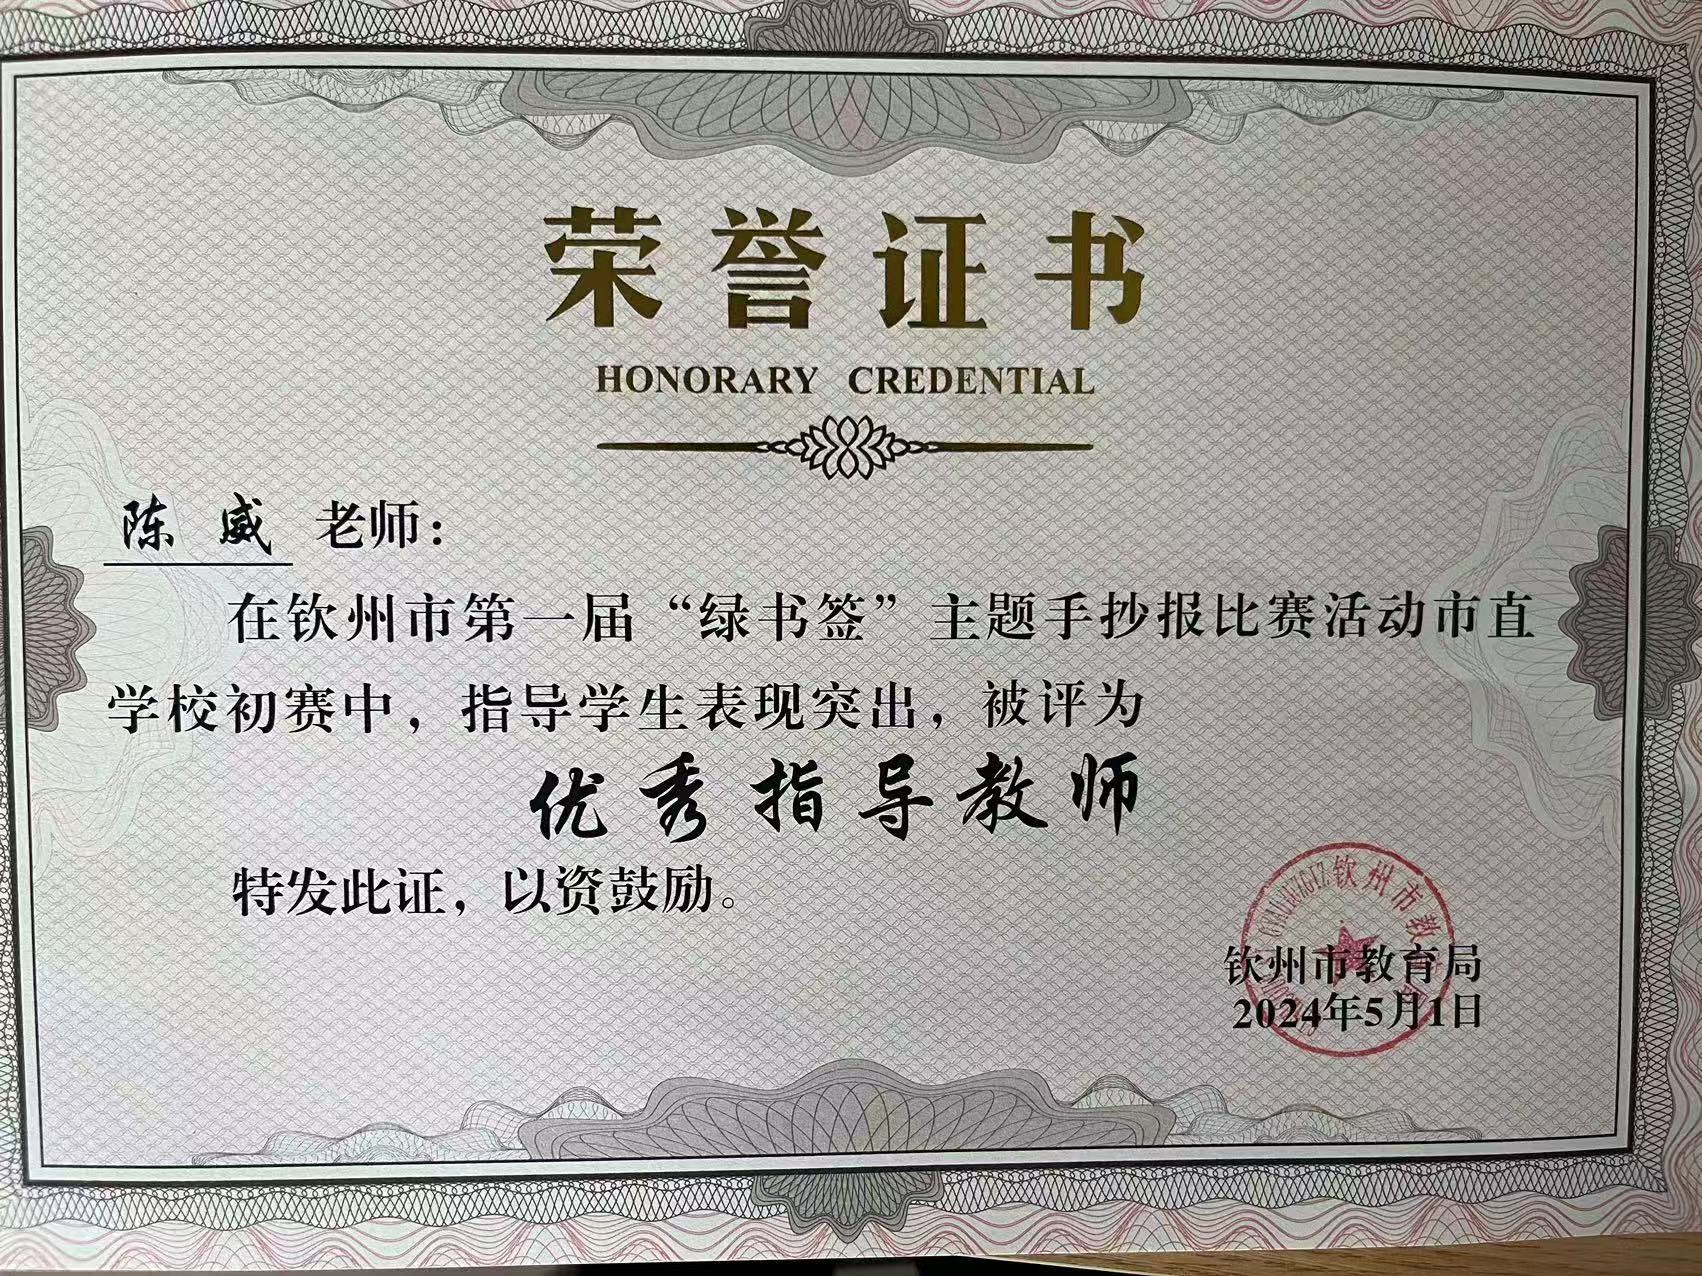 荣誉证书
HONORARY CREDENTIAL
陈威 老师：
在钦州市第一届“绿书签”主题手抄报比赛活动市直
学校初赛中，指导学生表现突出，被评为
优秀指导教师
特发此证，以资鼓励。
钦州市教育局
2024年5月1日
钦州市教